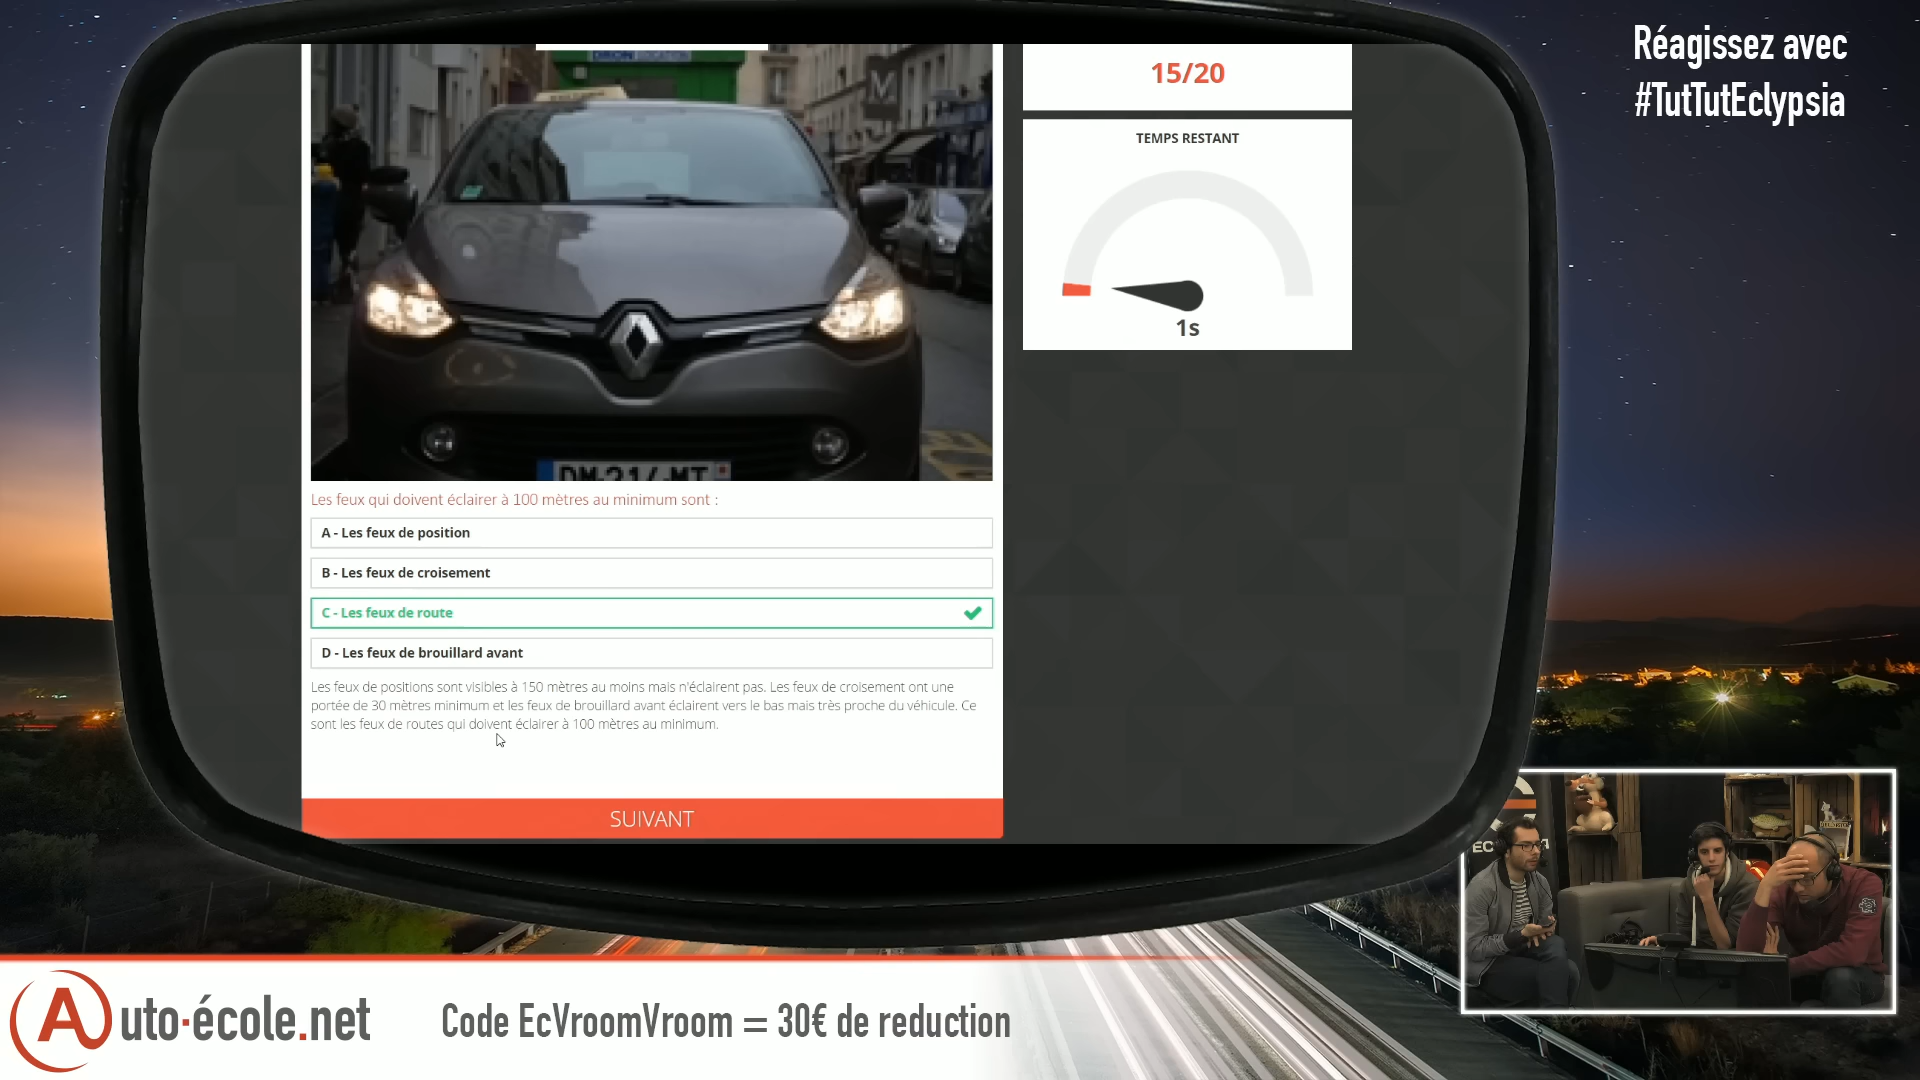 Réagissez avec
#TutTutEclypsia
15/20
TEMPS RESTANT
1s
Les feux qui doivent éclairer à 100 mètres au minimum sont :
A - Les feux de position
B - Les feux de croisement
C - Les feux de route
D - Les feux de brouillard avant
Les feux de positions sont visibles à 150 mètres au moins mais n'éclairent pas. Les feux de croisement ont une
portée de 30 mètres minimum et les feux de brouillard avant éclairent vers le bas mais très proche du véhicule. Ce
sont les feux de routes qui doivent éclairer à 100 mètres au minimum.
SUIVANT
Auto·école.net
Code EcVroomVroom = 30€ de reduction